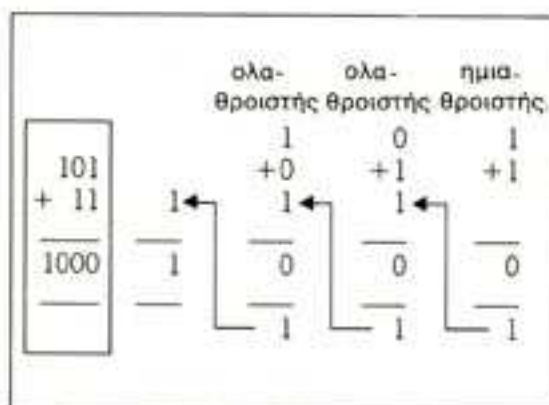 ολα- ολα- ημια-
θροιστής θροιστής θροιστής
1 0 1
101 +0 +1 +1
+ 11 1 1 1
1000 1 0 0 0
1 1 1